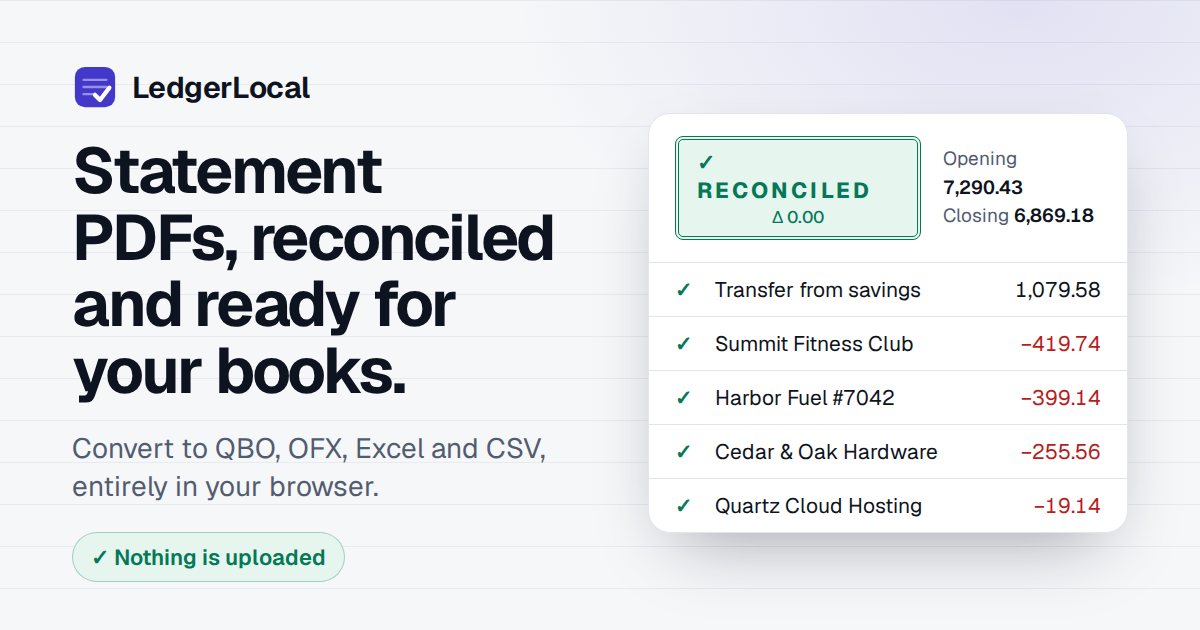 LedgerLocal
Statement
PDFs, reconciled
and ready for
your books.
Convert to QBO, OFX, Excel and CSV,
entirely in your browser.
✓ Nothing is uploaded
✓
RECONCILED
Δ 0.00
Opening
7,290.43
Closing 6,869.18
✓ Transfer from savings 1,079.58
✓ Summit Fitness Club −419.74
✓ Harbor Fuel #7042 −399.14
✓ Cedar & Oak Hardware −255.56
✓ Quartz Cloud Hosting −19.14